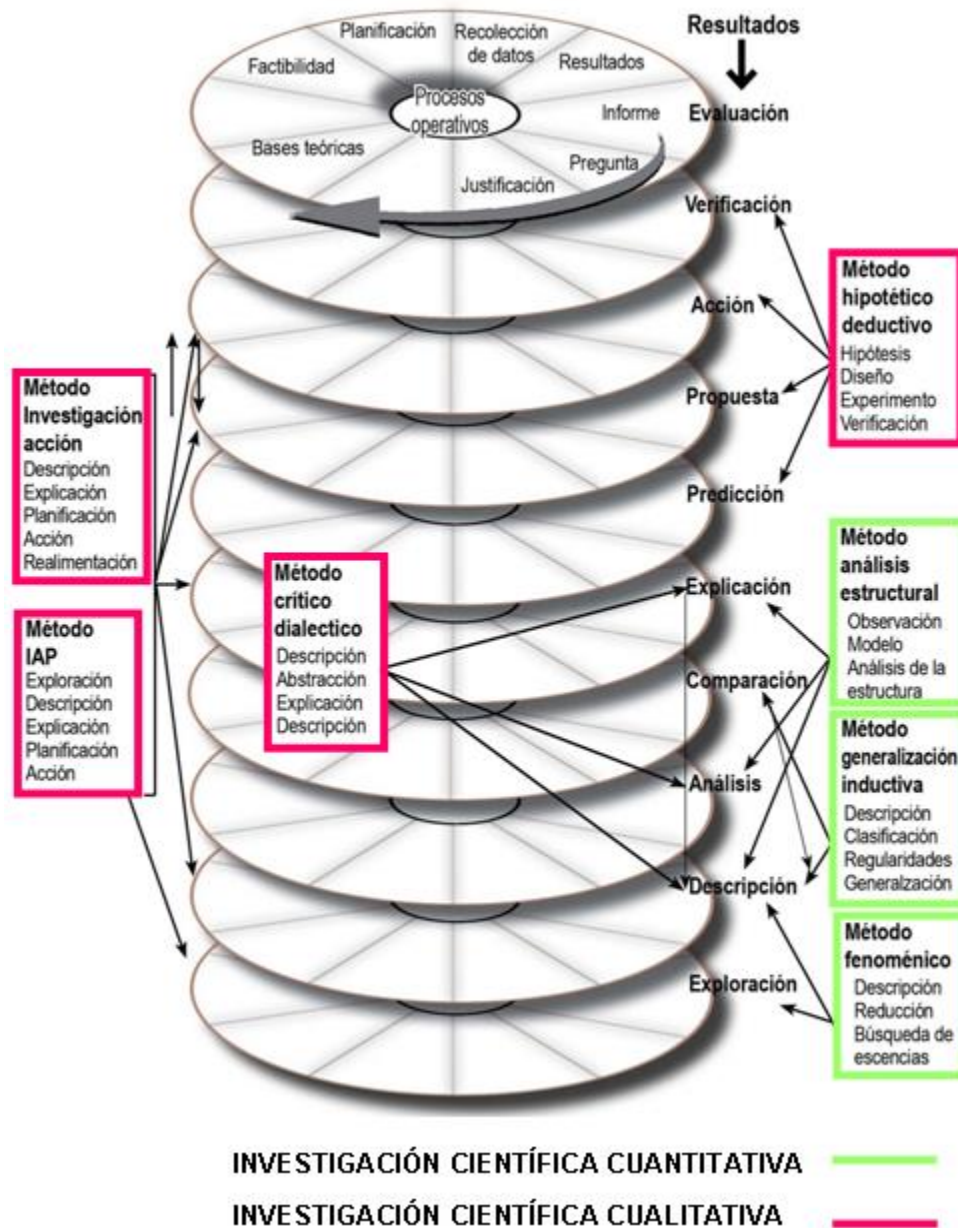 Resultados
Planificación
Recolección
de datos
Factibilidad
Resultados
Procesos
operativos
Informe
Evaluación
Bases teóricas
Pregunta
Justificación
Verificación
Acción
Propuesta
Predicción
Explicación
Comparación
Análisis
Descripción
Exploración
Método
hipotético
deductivo
Hipótesis
Diseño
Experimento
Verificación
Método
Investigación
acción
Descripción
Explicación
Planificación
Acción
Realimentación
Método
IAP
Exploración
Descripción
Explicación
Planificación
Acción
Método
crítico
dialectico
Descripción
Abstracción
Explicación
Descripción
Método
análisis
estructural
Observación
Modelo
Análisis de la
estructura
Método
generalización
inductiva
Descripción
Clasificación
Regularidades
Generalzación
Método
fenoménico
Descripción
Reducción
Búsqueda de
escencias
INVESTIGACIÓN CIENTÍFICA CUANTITATIVA
INVESTIGACIÓN CIENTÍFICA CUALITATIVA